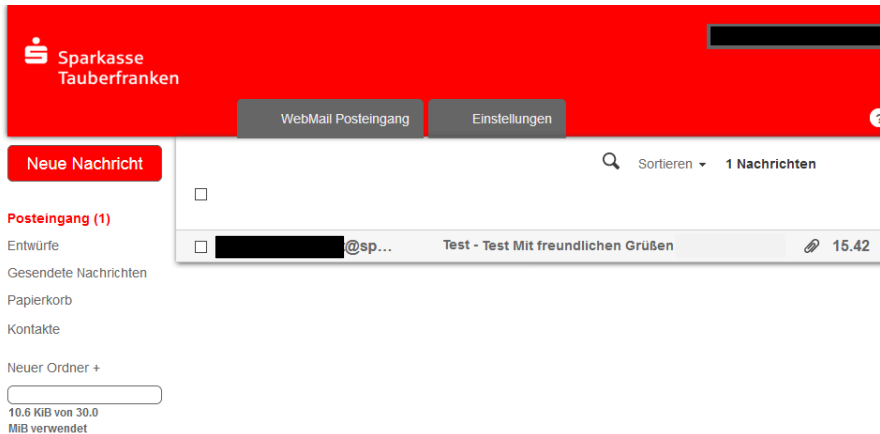 Sparkasse
Tauberfranken
WebMail Posteingang
Einstellungen
?
Neue Nachricht
Sortieren
1 Nachrichten
Posteingang (1)
@sp... Test - Test Mit freundlichen Grüßen 15.42
Entwürfe
Gesendete Nachrichten
Papierkorb
Kontakte
Neuer Ordner +
10.6 KiB von 30.0
MiB verwendet